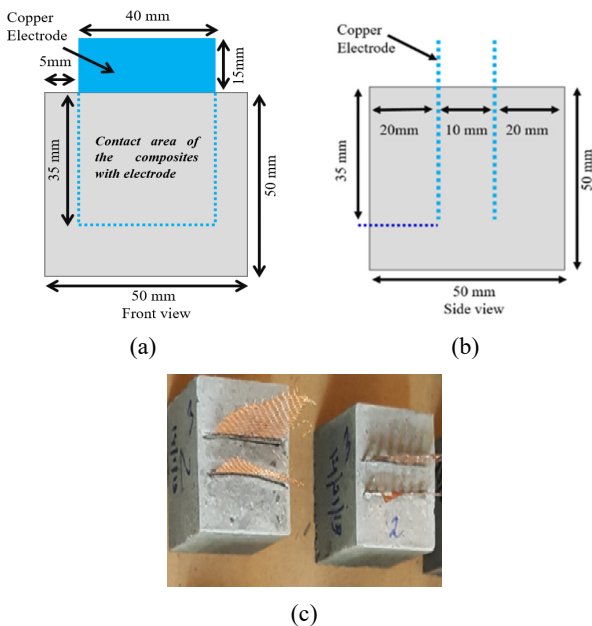 Copper
Electrode
40 mm
5mm
15mm
Contact area of
the composites
with electrode
35 mm
50 mm
50 mm
Front view
(a)
Copper
Electrode
20mm
10 mm
20 mm
35 mm
50 mm
50 mm
Side view
(b)
2
2
(c)